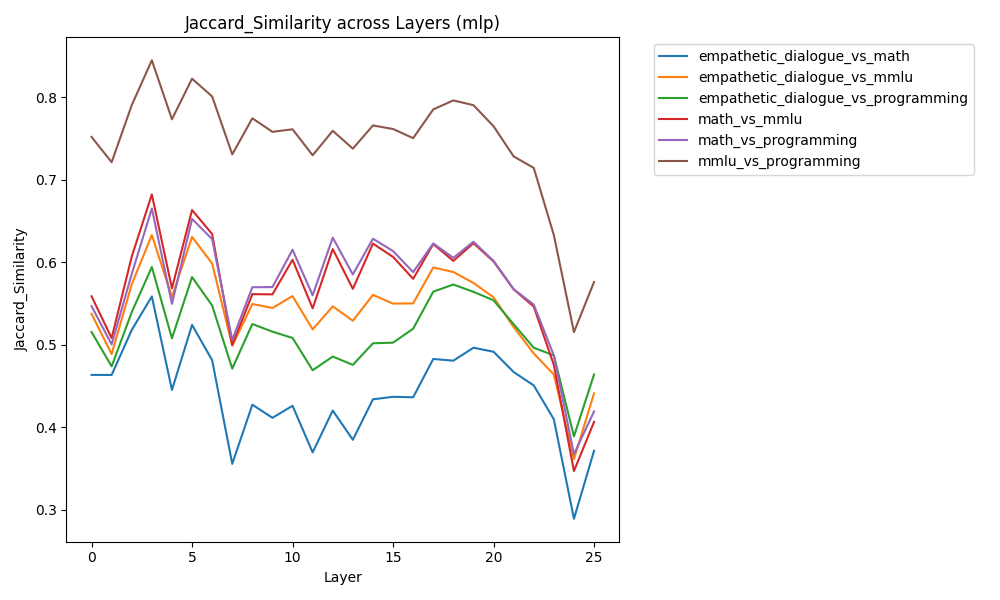 Jaccard_Similarity across Layers (mlp)
Jaccard_Similarity
0.8
0.7
0.6
0.5
0.4
0.3
0
5
10
15
20
25
Layer
empathetic_dialogue_vs_math
empathetic_dialogue_vs_mmlu
empathetic_dialogue_vs_programming
math_vs_mmlu
math_vs_programming
mmlu_vs_programming